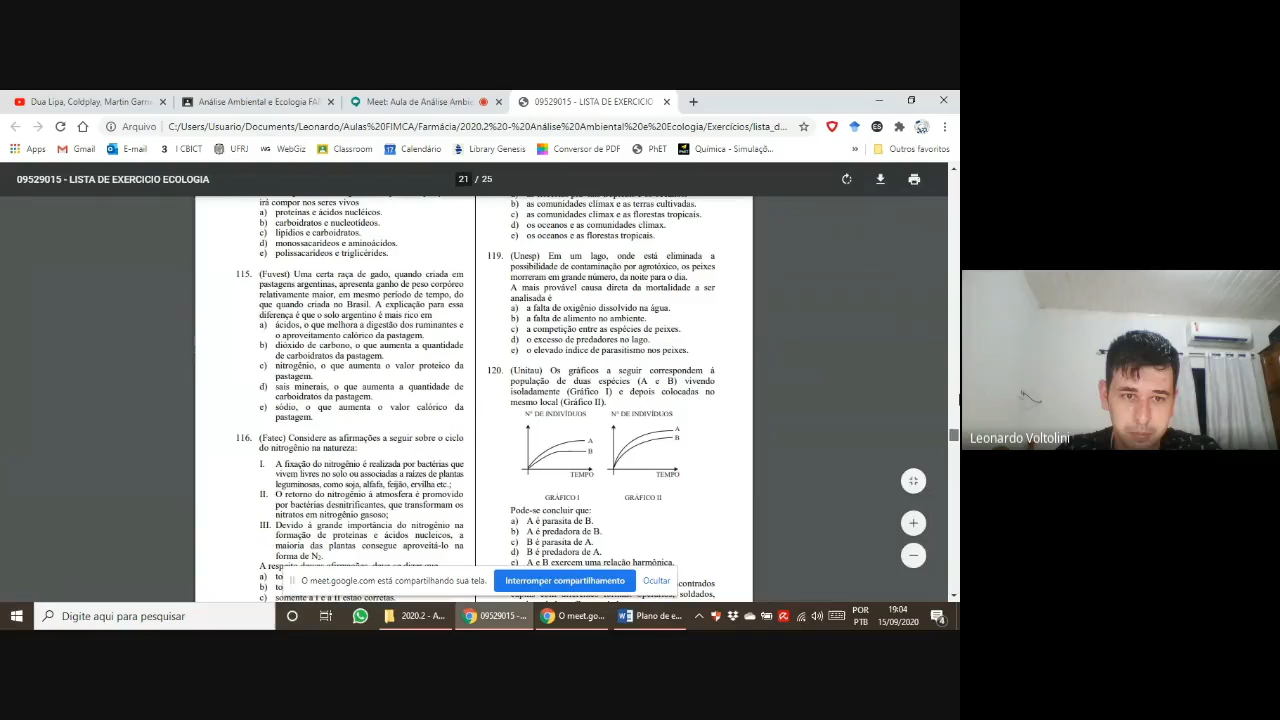 Dua Lipa, Coldplay, Martin Garr
Análise Ambiental e Ecologia FAI
Meet: Aula de Análise Ambie
09529015 - LISTA DE EXERCICIO
Arquivo
C:/Users/Usuario/Documents/Leonardo/Aulas%20FIMCA/Farmácia/2020.2%20-%20Análise%20Ambiental%20e%20Ecologia/Exercícios/lista_d...
Apps
Gmail
E-mail
3 I CBICT
UFRJ
WG WebGiz
Classroom
17 Calendário
Library Genesis
Conversor de PDF
PhET
Química - Simulaçõ...
»
Outros favoritos
09529015 - LISTA DE EXERCICIO ECOLOGIA
21 / 25
irá compor nos seres vivos
a) proteínas e ácidos nucléicos.
b) carboidratos e nucleotídeos.
c) lipídios e carboidratos.
d) monossacarídeos e aminoácidos.
e) polissacarídeos e triglicérides.
115. (Fuvest) Uma certa raça de gado, quando criada em
pastagens argentinas, apresenta ganho de peso corpóreo
relativamente maior, em mesmo período de tempo, do
que quando criada no Brasil. A explicação para essa
diferença é que o solo argentino é mais rico em
a) ácidos, o que melhora a digestão dos ruminantes e
o aproveitamento calórico da pastagem.
b) dióxido de carbono, o que aumenta a quantidade
de carboidratos da pastagem.
c) nitrogênio, o que aumenta o valor proteico da
pastagem.
d) sais minerais, o que aumenta a quantidade de
carboidratos da pastagem.
e) sódio, o que aumenta o valor calórico da
pastagem.
116. (Fatec) Considere as afirmações a seguir sobre o ciclo
do nitrogênio na natureza:
I. A fixação do nitrogênio é realizada por bactérias que
vivem livres no solo ou associadas a raízes de plantas
leguminosas, como soja, alfafa, feijão, ervilha etc.;
II. O retorno do nitrogênio à atmosfera é promovido
por bactérias desnitrificantes, que transformam os
nitratos em nitrogênio gasoso;
III. Devido à grande importância do nitrogênio na
formação de proteínas e ácidos nucleicos, a
maioria das plantas consegue aproveitá-lo na
forma de N2.
A respeito dessas afirmações, deve-se dizer que
a) to
b) to
c) somente a I e a II estão corretas.
b) as comunidades clímax e as terras cultivadas.
c) as comunidades clímax e as florestas tropicais.
d) os oceanos e as comunidades clímax.
e) os oceanos e as florestas tropicais.
119. (Unesp) Em um lago, onde está eliminada a
possibilidade de contaminação por agrotóxico, os peixes
morreram em grande número, da noite para o dia.
A mais provável causa direta da mortalidade a ser
analisada é
a) a falta de oxigênio dissolvido na água.
b) a falta de alimento no ambiente.
c) a competição entre as espécies de peixes.
d) o excesso de predadores no lago.
e) o elevado índice de parasitismo nos peixes.
120. (Unitau) Os gráficos a seguir correspondem à
população de duas espécies (A e B) vivendo
isoladamente (Gráfico I) e depois colocadas no
mesmo local (Gráfico II).
Nº DE INDIVÍDUOS Nº DE INDIVÍDUOS
A
B
TEMPO
A
B
TEMPO
GRÁFICO I GRÁFICO II
Pode-se concluir que:
a) A é parasita de B.
b) A é predadora de B.
c) B é parasita de A.
d) B é predadora de A.
e) A e B exercem uma relação harmônica.
contrados
soldados,
O meet.google.com está compartilhando sua tela.
Interromper compartilhamento
Ocultar
Digite aqui para pesquisar
2020.2 - A...
09529015 -...
O meet.go...
Plano de e...
POR
PTB
19:04
15/09/2020
4
Leonardo Voltolini